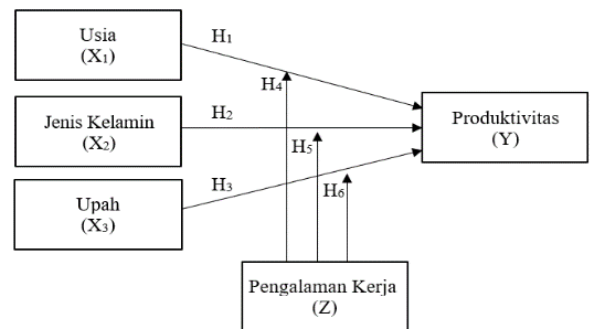 Usia
(X₁)
H₁
H₄
Jenis Kelamin
(X₂)
H₂
H₅
Produktivitas
(Y)
Upah
(X₃)
H₃
H₆
Pengalaman Kerja
(Z)